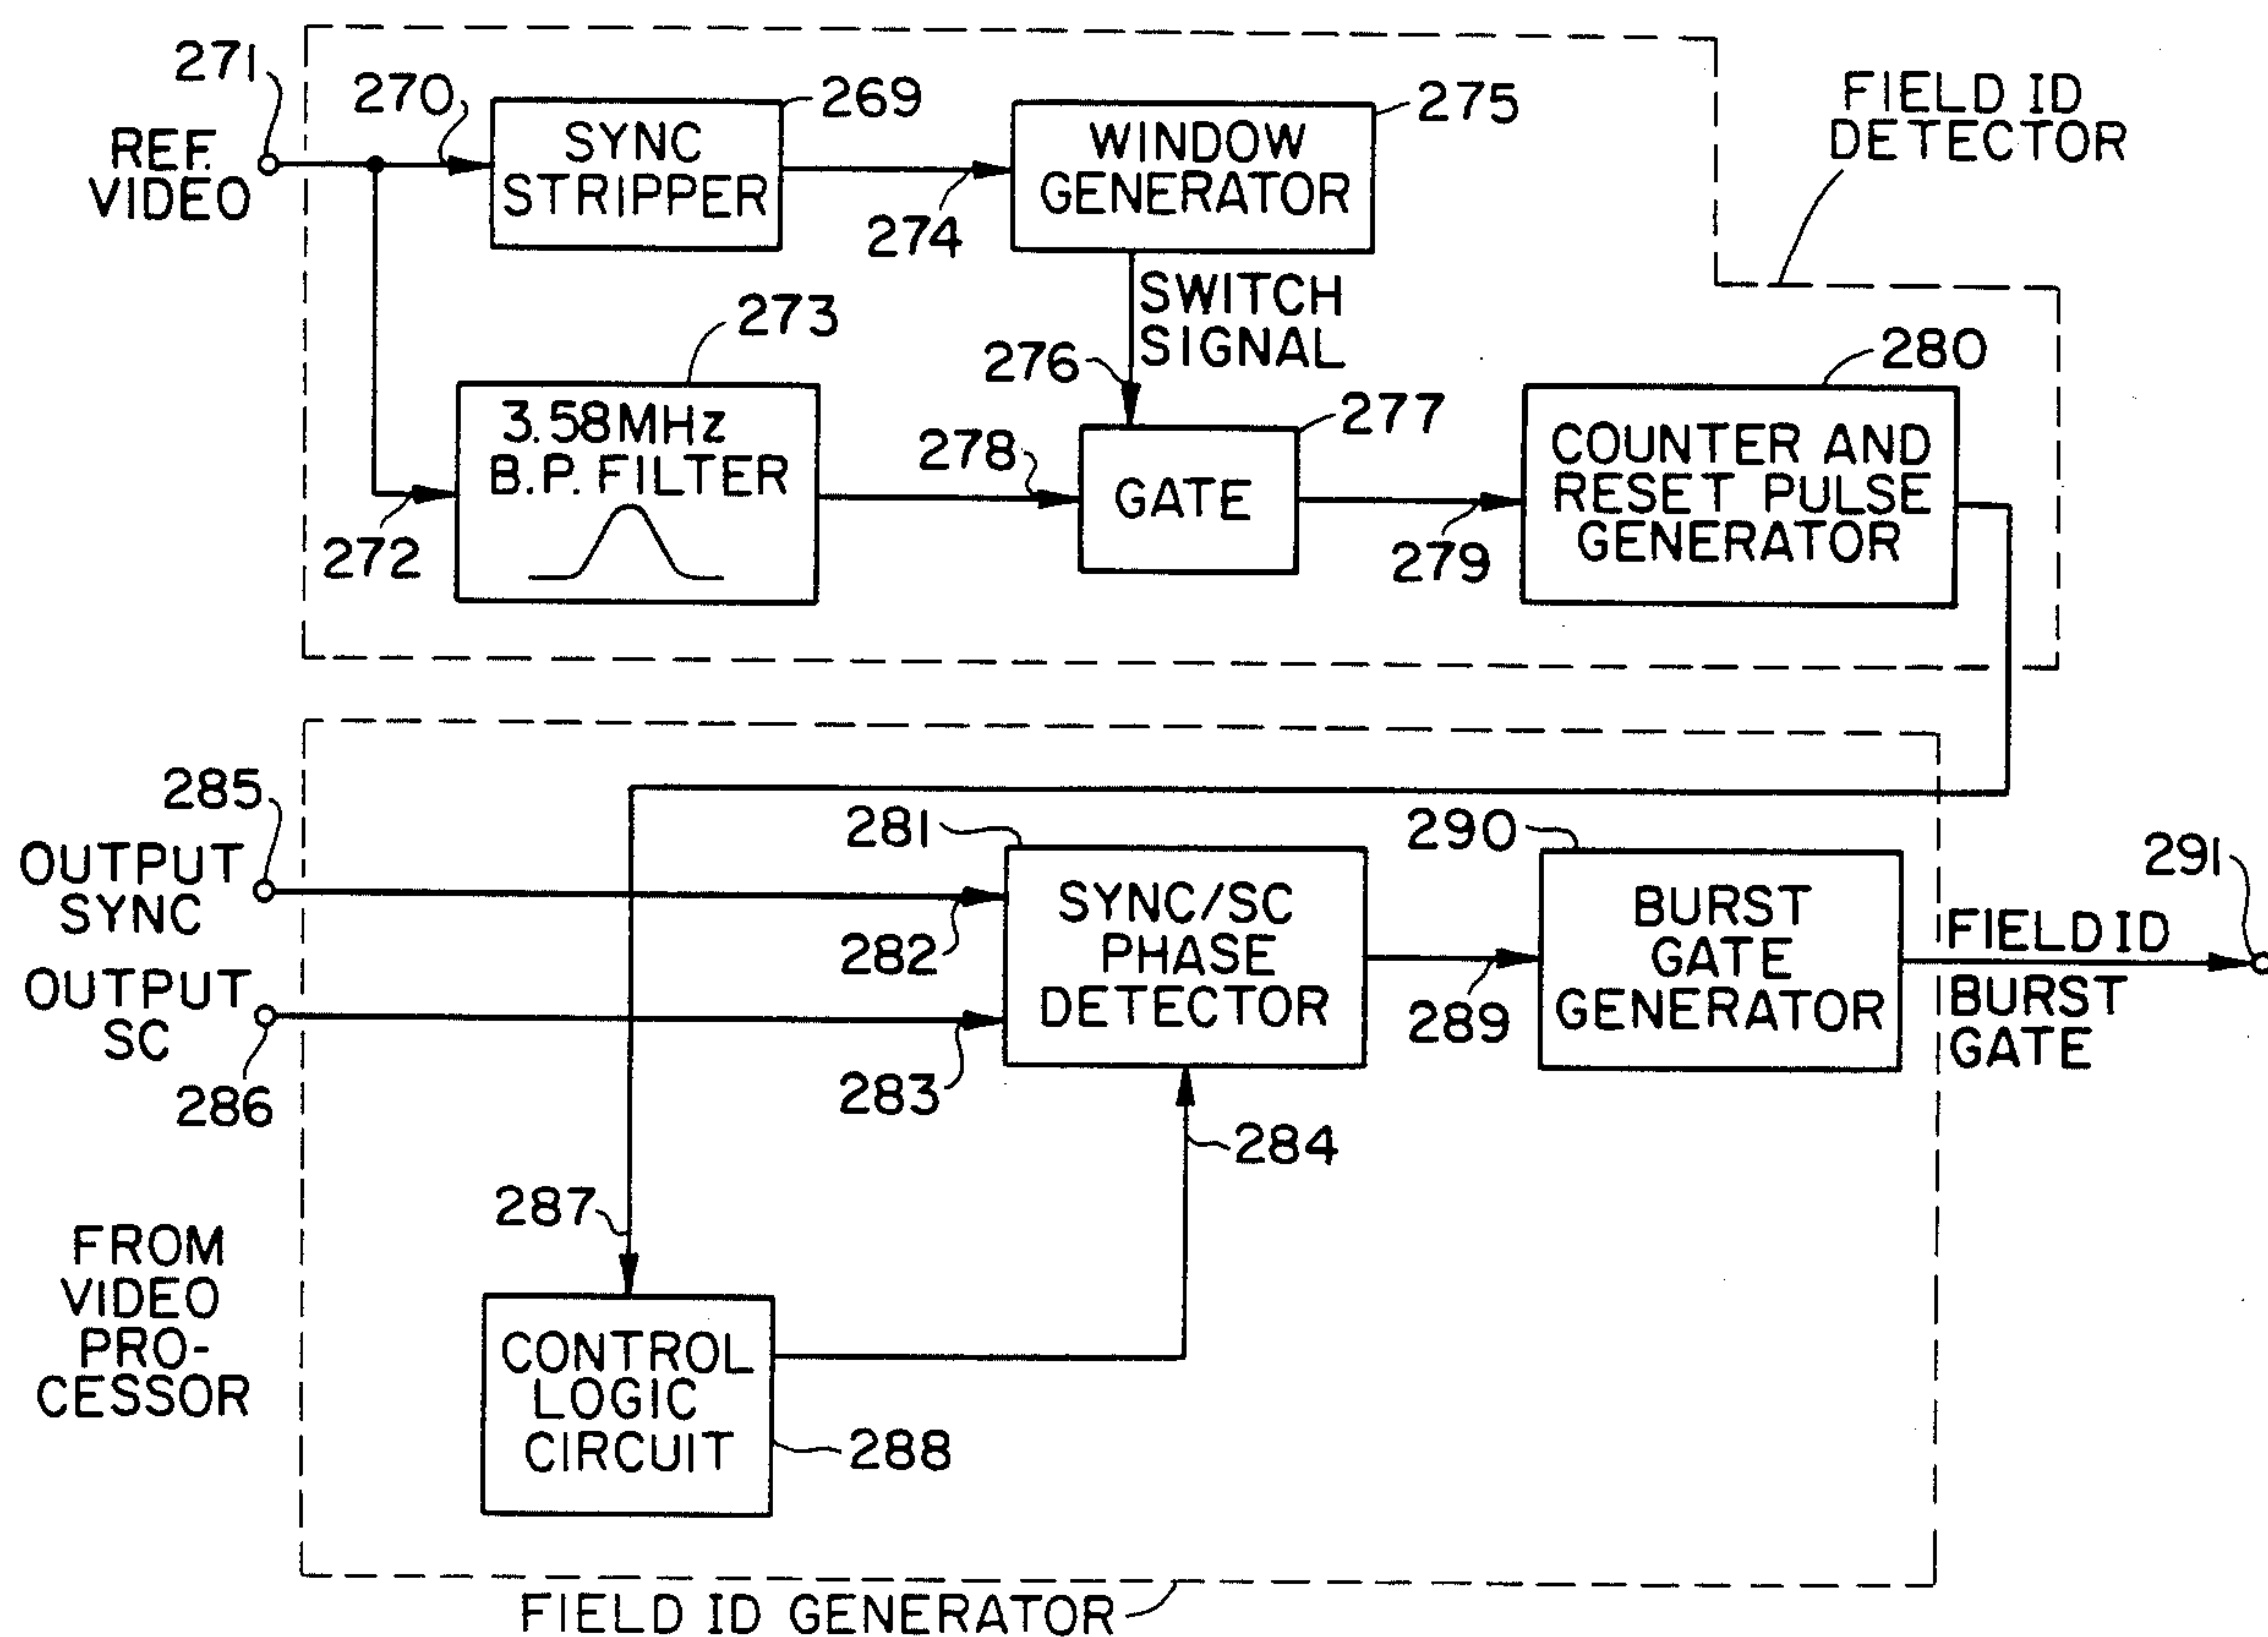 271
REF.
VIDEO
270
SYNC
STRIPPER
269
274
WINDOW
GENERATOR
275
FIELD ID
DETECTOR
SWITCH
SIGNAL
276
273
3.58MHz
B.P. FILTER
272
278
GATE
277
279
280
COUNTER AND
RESET PULSE
GENERATOR
285
OUTPUT
SYNC
OUTPUT
SC
286
281
SYNC/SC
PHASE
DETECTOR
282
283
284
289
290
BURST
GATE
GENERATOR
FIELD ID
BURST
GATE
291
287
FROM
VIDEO
PRO-
CESSOR
CONTROL
LOGIC
CIRCUIT
288
FIELD ID GENERATOR